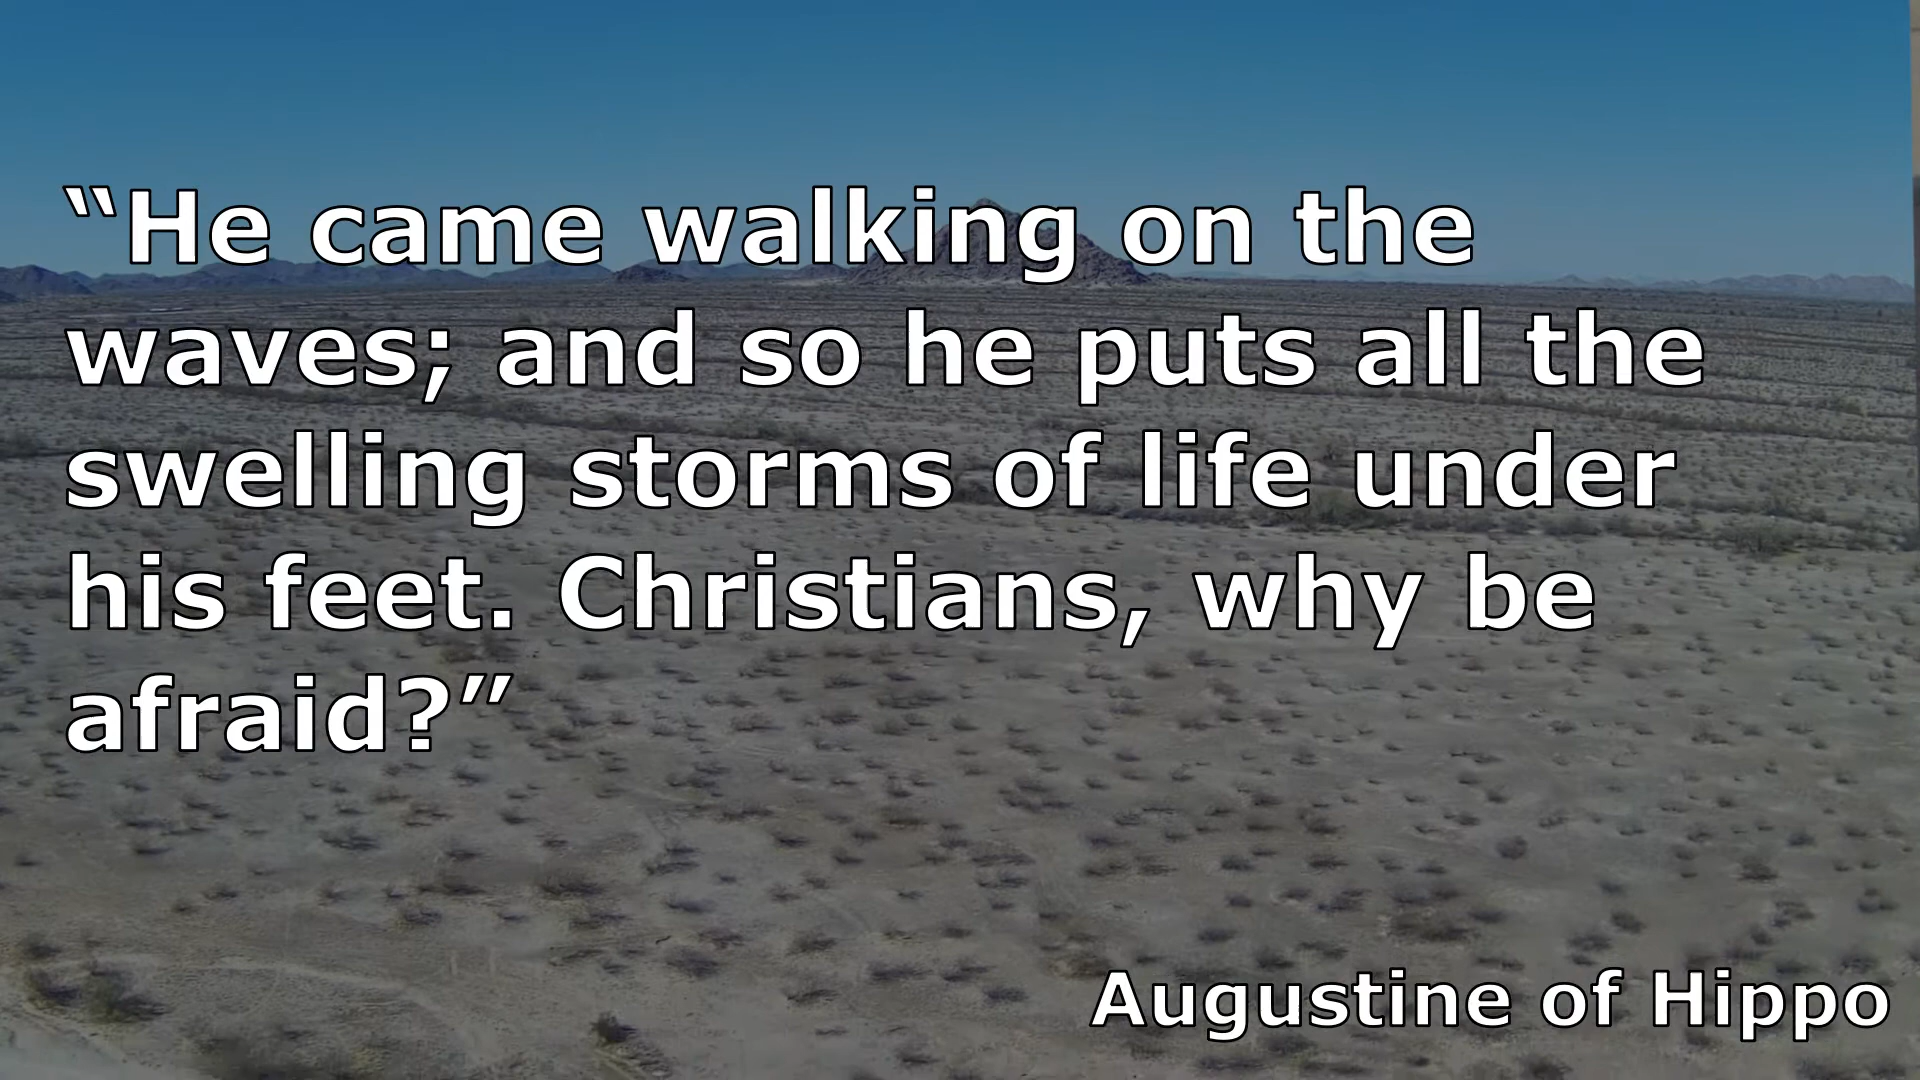 “He came walking on the
waves; and so he puts all the
swelling storms of life under
his feet. Christians, why be
afraid?”
Augustine of Hippo